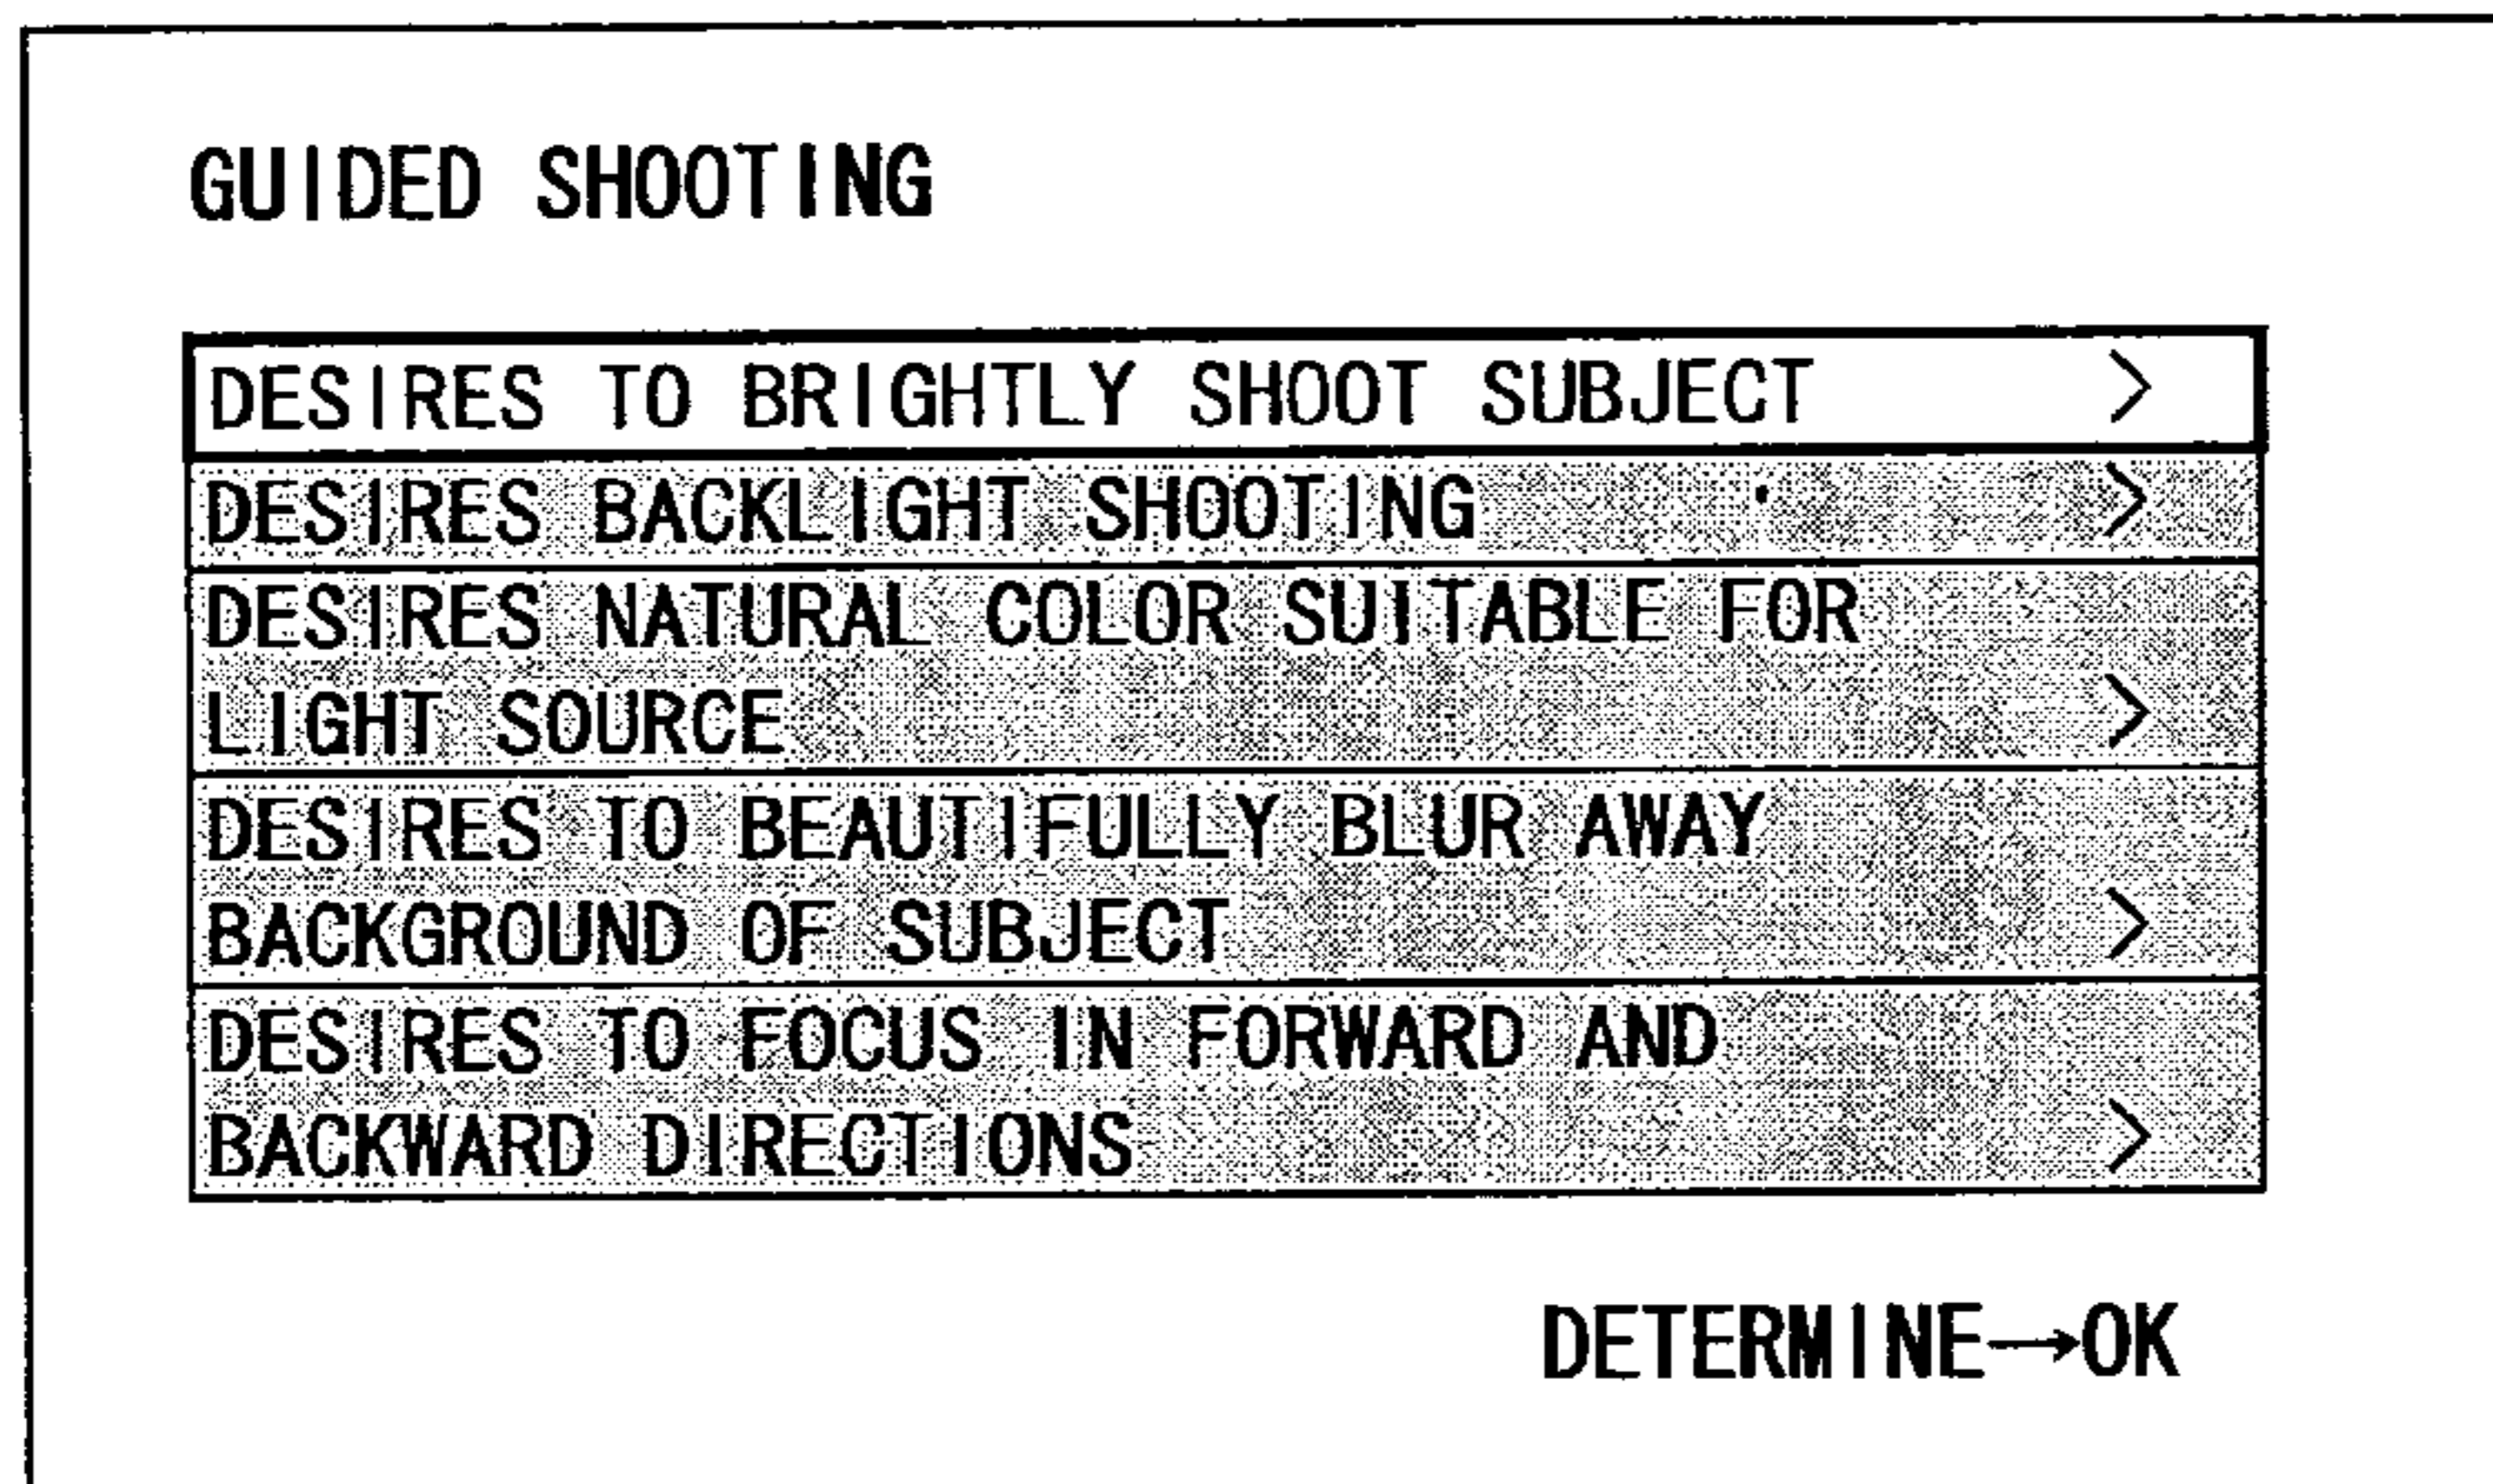 GUIDED SHOOTING
DESIRES TO BRIGHTLY SHOOT SUBJECT >
DESIRES BACKLIGHT SHOOTING >
DESIRES NATURAL COLOR SUITABLE FOR
LIGHT SOURCE >
DESIRES TO BEAUTIFULLY BLUR AWAY
BACKGROUND OF SUBJECT >
DESIRES TO FOCUS IN FORWARD AND
BACKWARD DIRECTIONS >
DETERMINE→OK